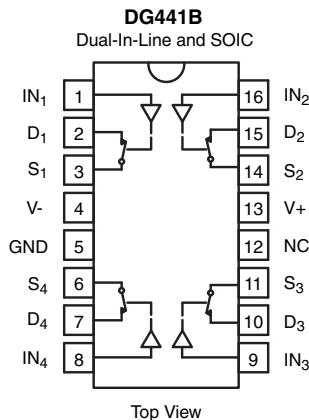 DG441B
Dual-In-Line and SOIC
IN1 1 16 IN2
D1 2 15 D2
S1 3 14 S2
V- 4 13 V+
GND 5 12 NC
S4 6 11 S3
D4 7 10 D3
IN4 8 9 IN3
Top View